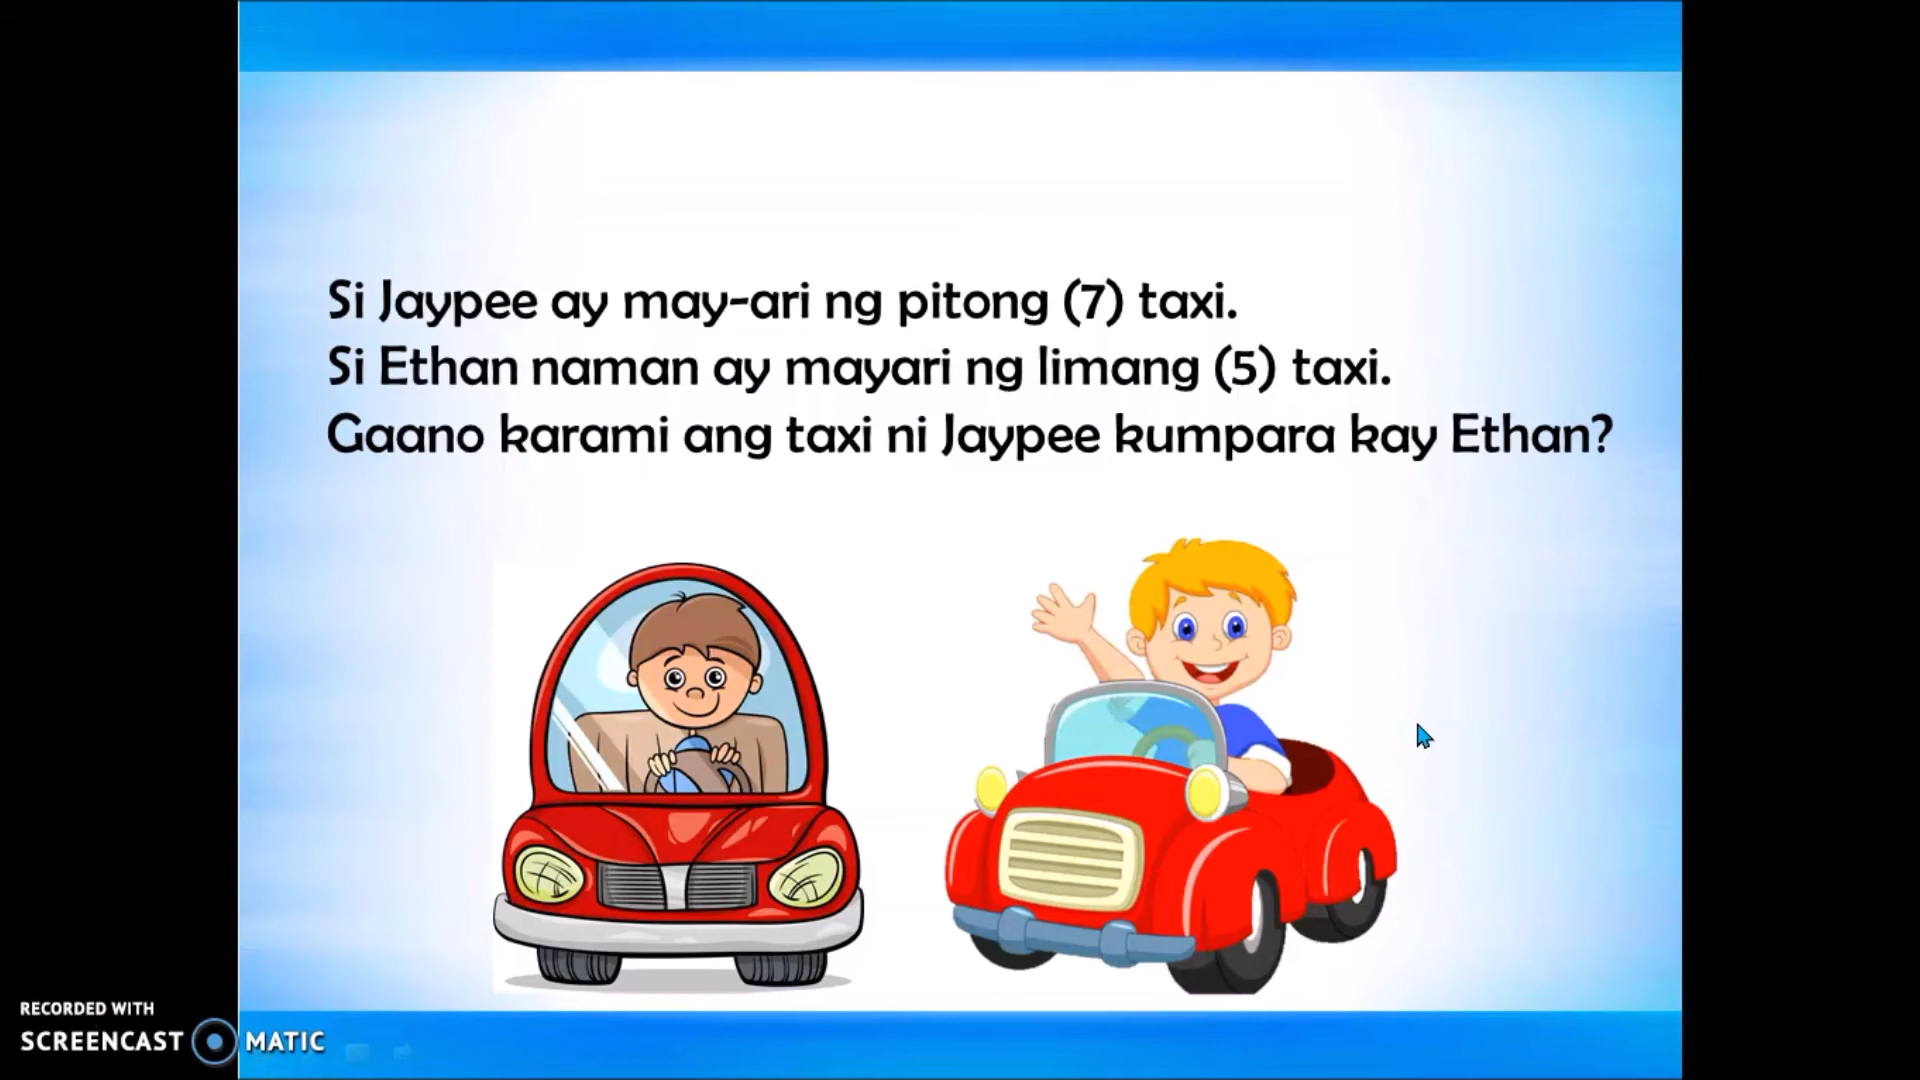 Si Jaypee ay may-ari ng pitong (7) taxi.
Si Ethan naman ay mayari ng limang (5) taxi.
Gaano karami ang taxi ni Jaypee kumpara kay Ethan?
RECORDED WITH
SCREENCAST MATIC